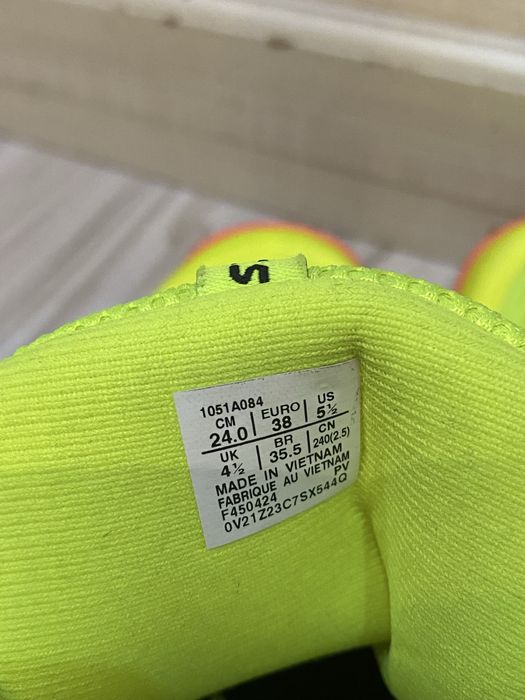 S
1051A084
CM EURO US
24.0 38 5½
UK BR CN
4½ 35.5 240(2.5)
MADE IN VIETNAM
FABRIQUE AU VIETNAM
F450424 PV
0V21Z23C7SX544Q